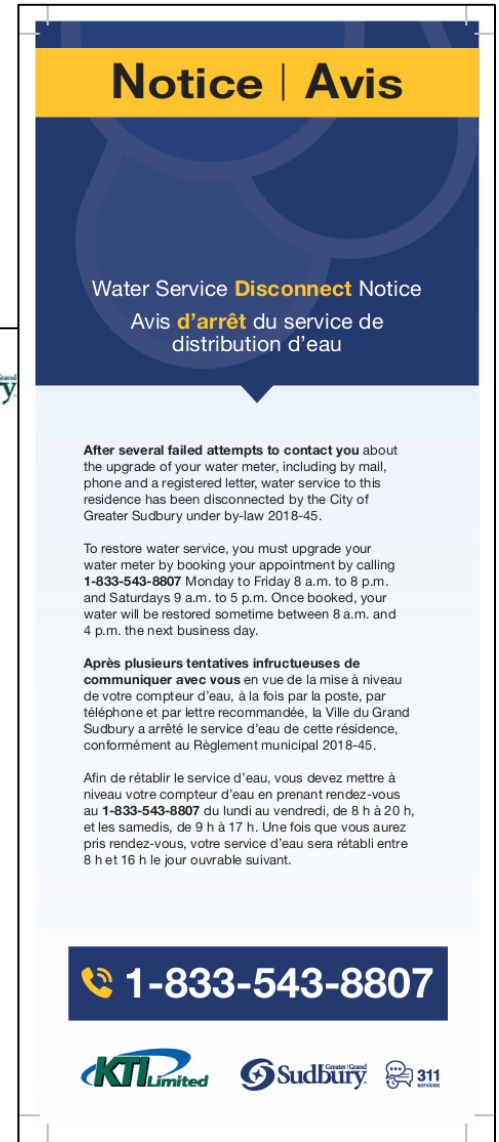 Notice | Avis
Water Service Disconnect Notice
Avis d'arrêt du service de
distribution d'eau
After several failed attempts to contact you about
the upgrade of your water meter, including by mail,
phone and a registered letter, water service to this
residence has been disconnected by the City of
Greater Sudbury under by-law 2018-45.
To restore water service, you must upgrade your
water meter by booking your appointment by calling
1-833-543-8807 Monday to Friday 8 a.m. to 8 p.m.
and Saturdays 9 a.m. to 5 p.m. Once booked, your
water will be restored sometime between 8 a.m. and
4 p.m. the next business day.
Après plusieurs tentatives infructueuses de
communiquer avec vous en vue de la mise à niveau
de votre compteur d'eau, à la fois par la poste, par
téléphone et par lettre recommandée, la Ville du Grand
Sudbury a arrêté le service d'eau de cette résidence,
conformément au Règlement municipal 2018-45.
Afin de rétablir le service d'eau, vous devez mettre à
niveau votre compteur d'eau en prenant rendez-vous
au 1-833-543-8807 du lundi au vendredi, de 8 h à 20 h,
et les samedis, de 9 h à 17 h. Une fois que vous aurez
pris rendez-vous, votre service d'eau sera rétabli entre
8 h et 16 h le jour ouvrable suivant.
1-833-543-8807
KTI Limited
Greater | Grand
Sudbury
311
services